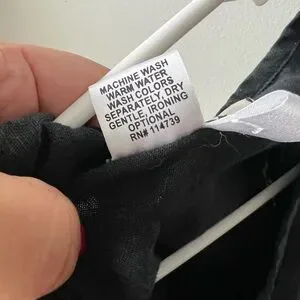 MACHINE WASH
WARM WATER
WASH COLORS
SEPARATELY, DRY
GENTLE, IRONING
OPTIONAL
RN# 114739